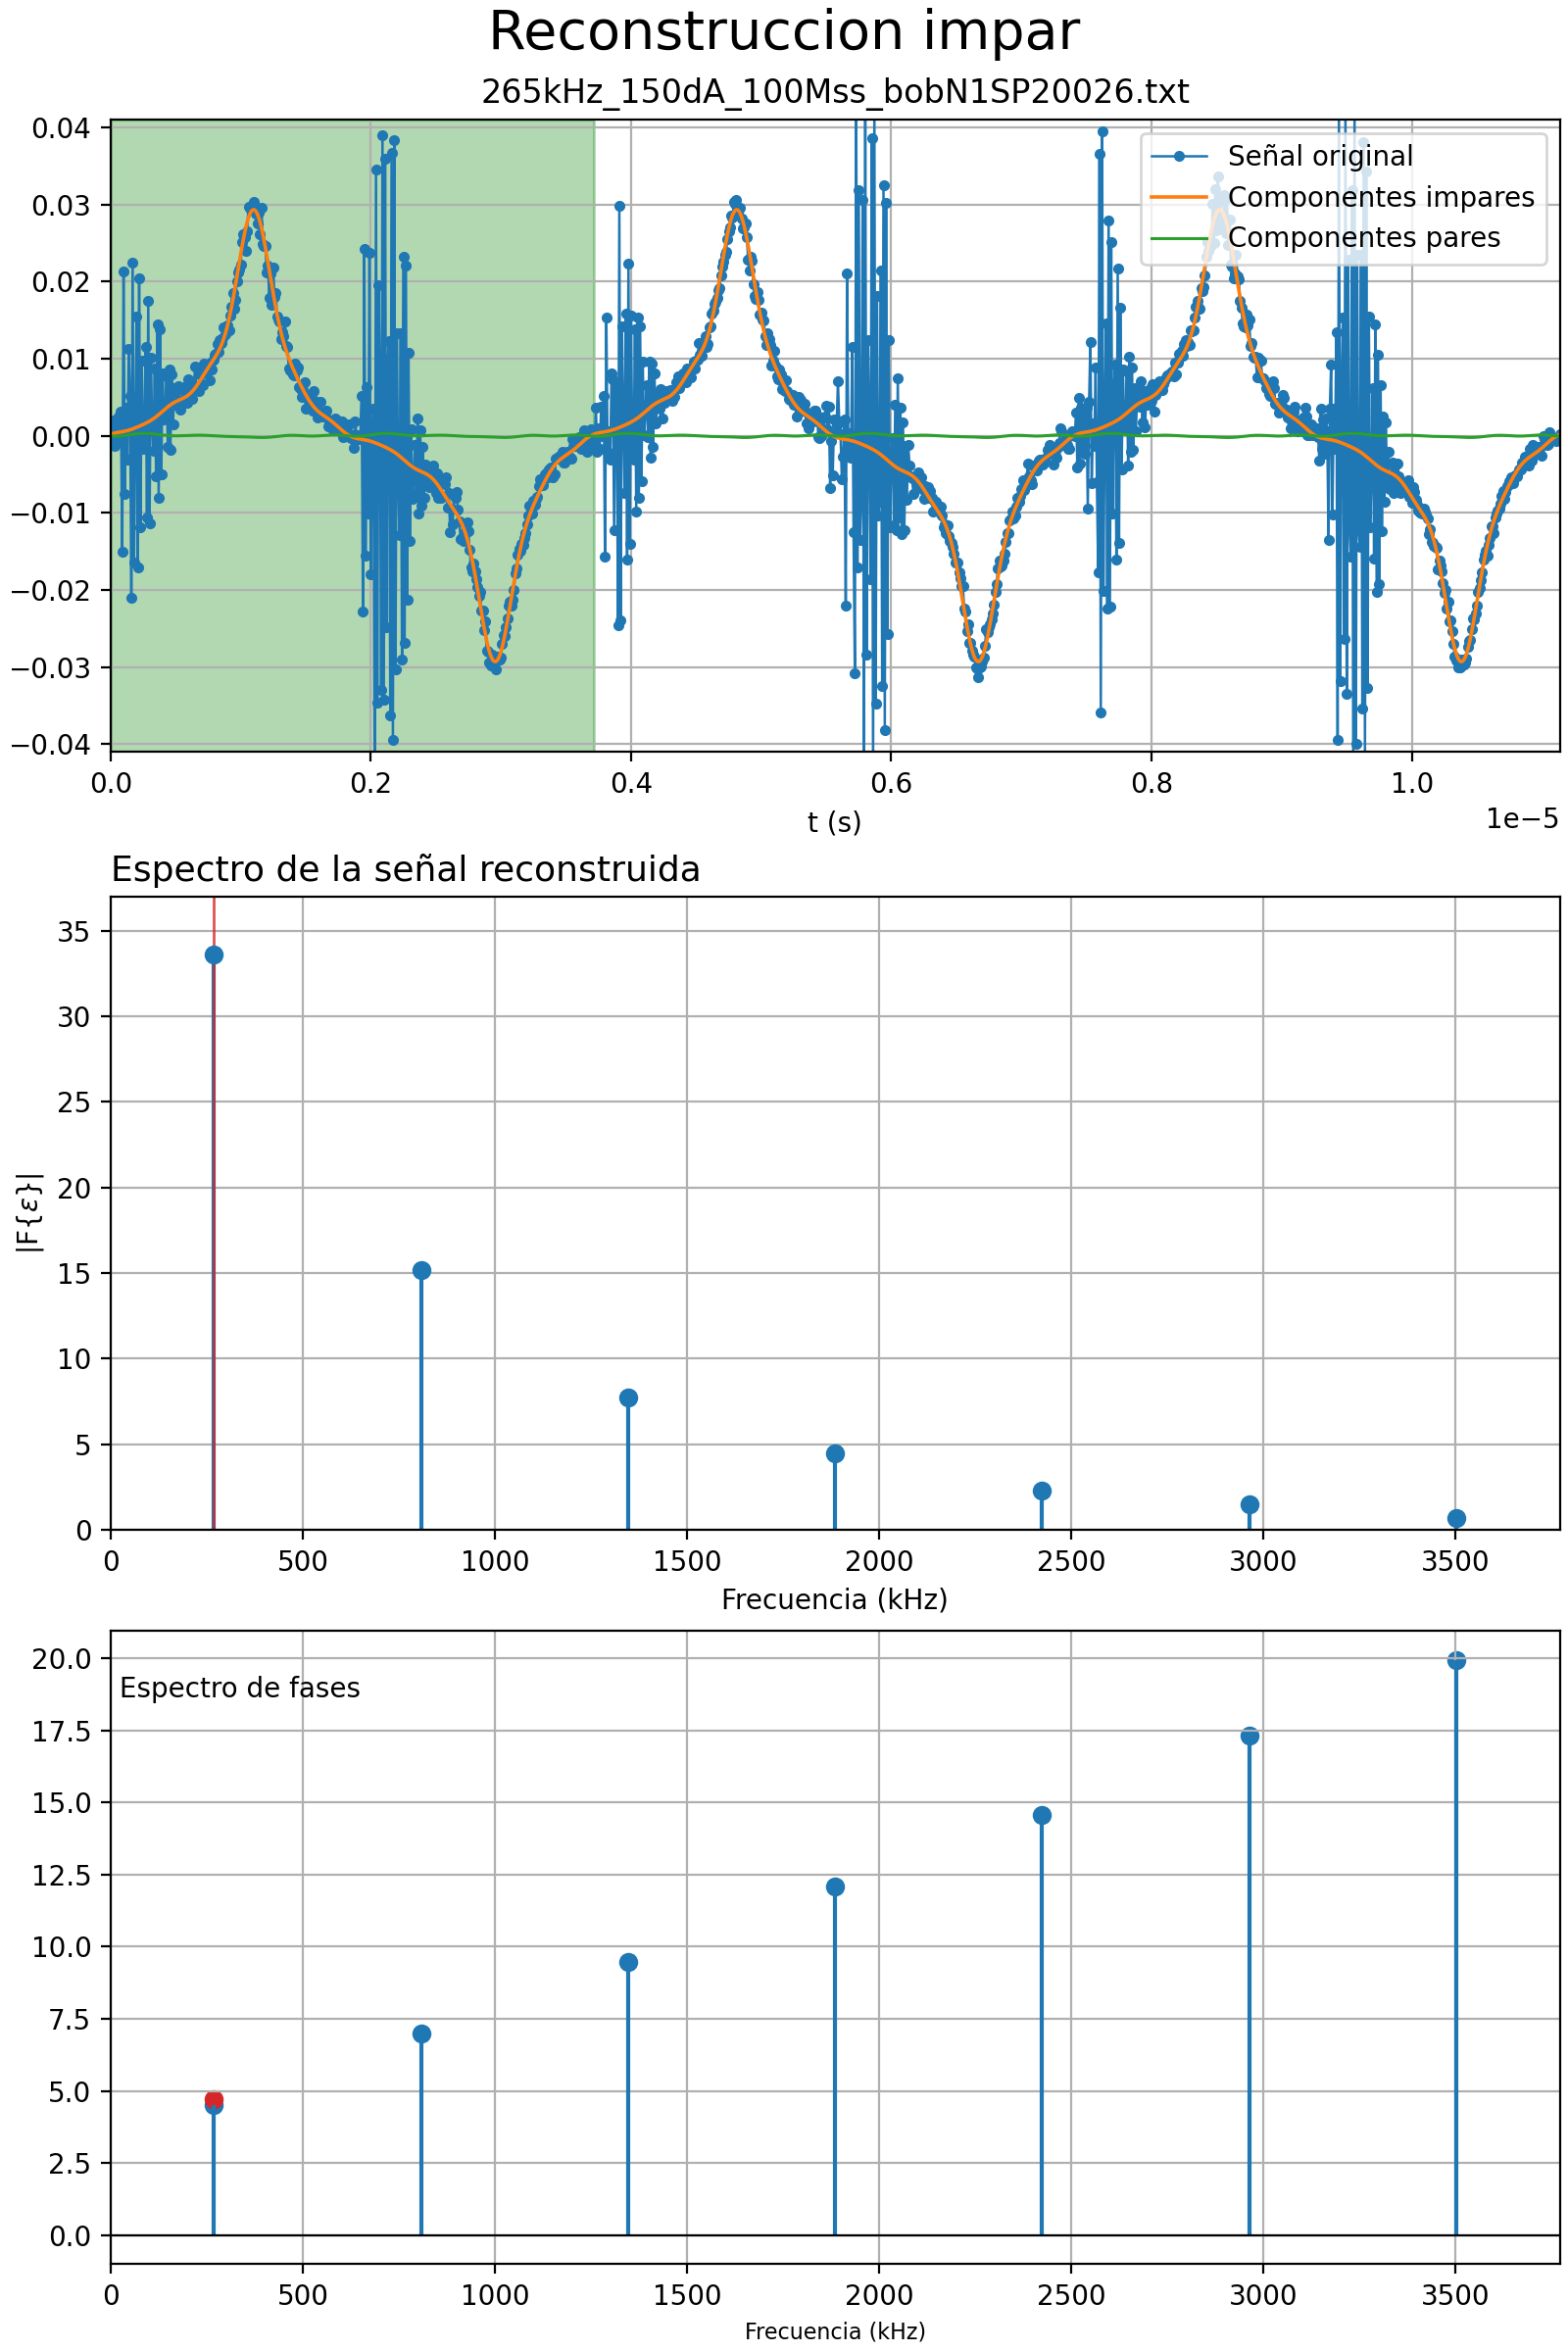 Reconstruccion impar
265kHz_150dA_100Mss_bobN1SP20026.txt
0.04
0.03
0.02
0.01
0.00
−0.01
−0.02
−0.03
−0.04
Señal original
Componentes impares
Componentes pares
0.0 0.2 0.4 0.6 0.8 1.0
1e−5
t (s)
Espectro de la señal reconstruida
35
30
25
20
15
10
5
0
|F{ε}|
0 500 1000 1500 2000 2500 3000 3500
Frecuencia (kHz)
20.0
17.5
15.0
12.5
10.0
7.5
5.0
2.5
0.0
Espectro de fases
0 500 1000 1500 2000 2500 3000 3500
Frecuencia (kHz)